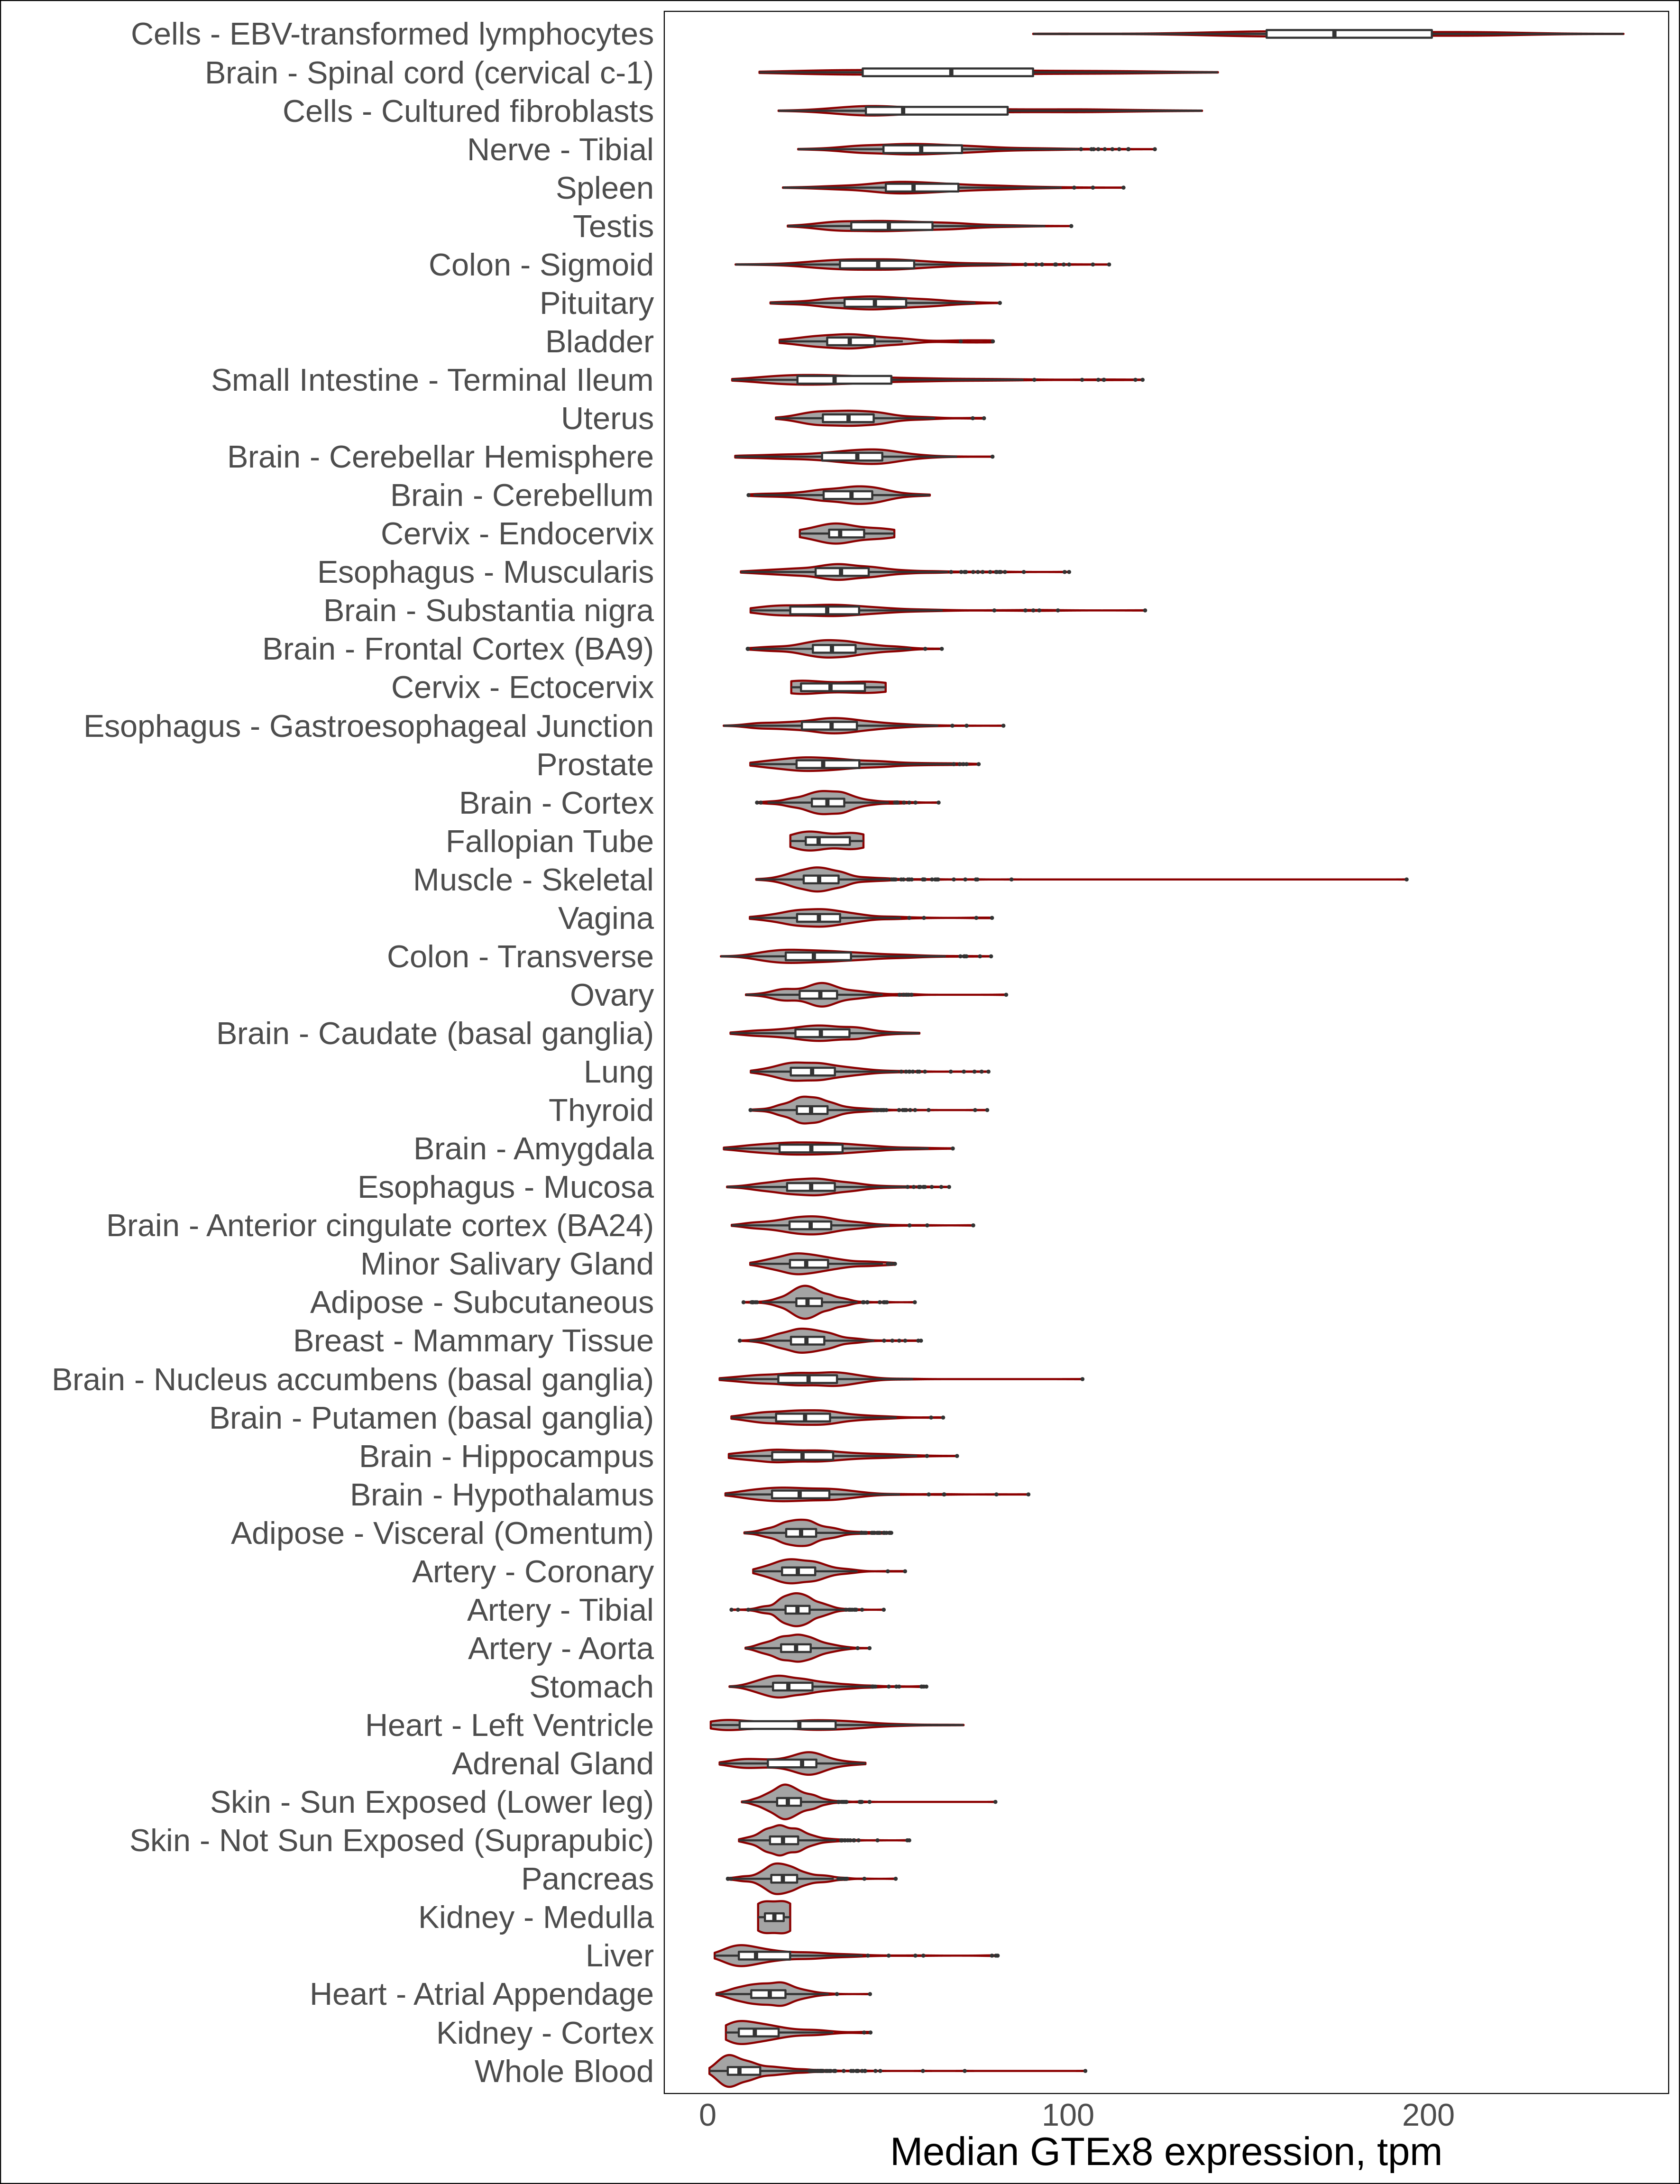 Cells - EBV-transformed lymphocytes
Brain - Spinal cord (cervical c-1)
Cells - Cultured fibroblasts
Nerve - Tibial
Spleen
Testis
Colon - Sigmoid
Pituitary
Bladder
Small Intestine - Terminal Ileum
Uterus
Brain - Cerebellar Hemisphere
Brain - Cerebellum
Cervix - Endocervix
Esophagus - Muscularis
Brain - Substantia nigra
Brain - Frontal Cortex (BA9)
Cervix - Ectocervix
Esophagus - Gastroesophageal Junction
Prostate
Brain - Cortex
Fallopian Tube
Muscle - Skeletal
Vagina
Colon - Transverse
Ovary
Brain - Caudate (basal ganglia)
Lung
Thyroid
Brain - Amygdala
Esophagus - Mucosa
Brain - Anterior cingulate cortex (BA24)
Minor Salivary Gland
Adipose - Subcutaneous
Breast - Mammary Tissue
Brain - Nucleus accumbens (basal ganglia)
Brain - Putamen (basal ganglia)
Brain - Hippocampus
Brain - Hypothalamus
Adipose - Visceral (Omentum)
Artery - Coronary
Artery - Tibial
Artery - Aorta
Stomach
Heart - Left Ventricle
Adrenal Gland
Skin - Sun Exposed (Lower leg)
Skin - Not Sun Exposed (Suprapubic)
Pancreas
Kidney - Medulla
Liver
Heart - Atrial Appendage
Kidney - Cortex
Whole Blood
0 100 200
Median GTEx8 expression, tpm